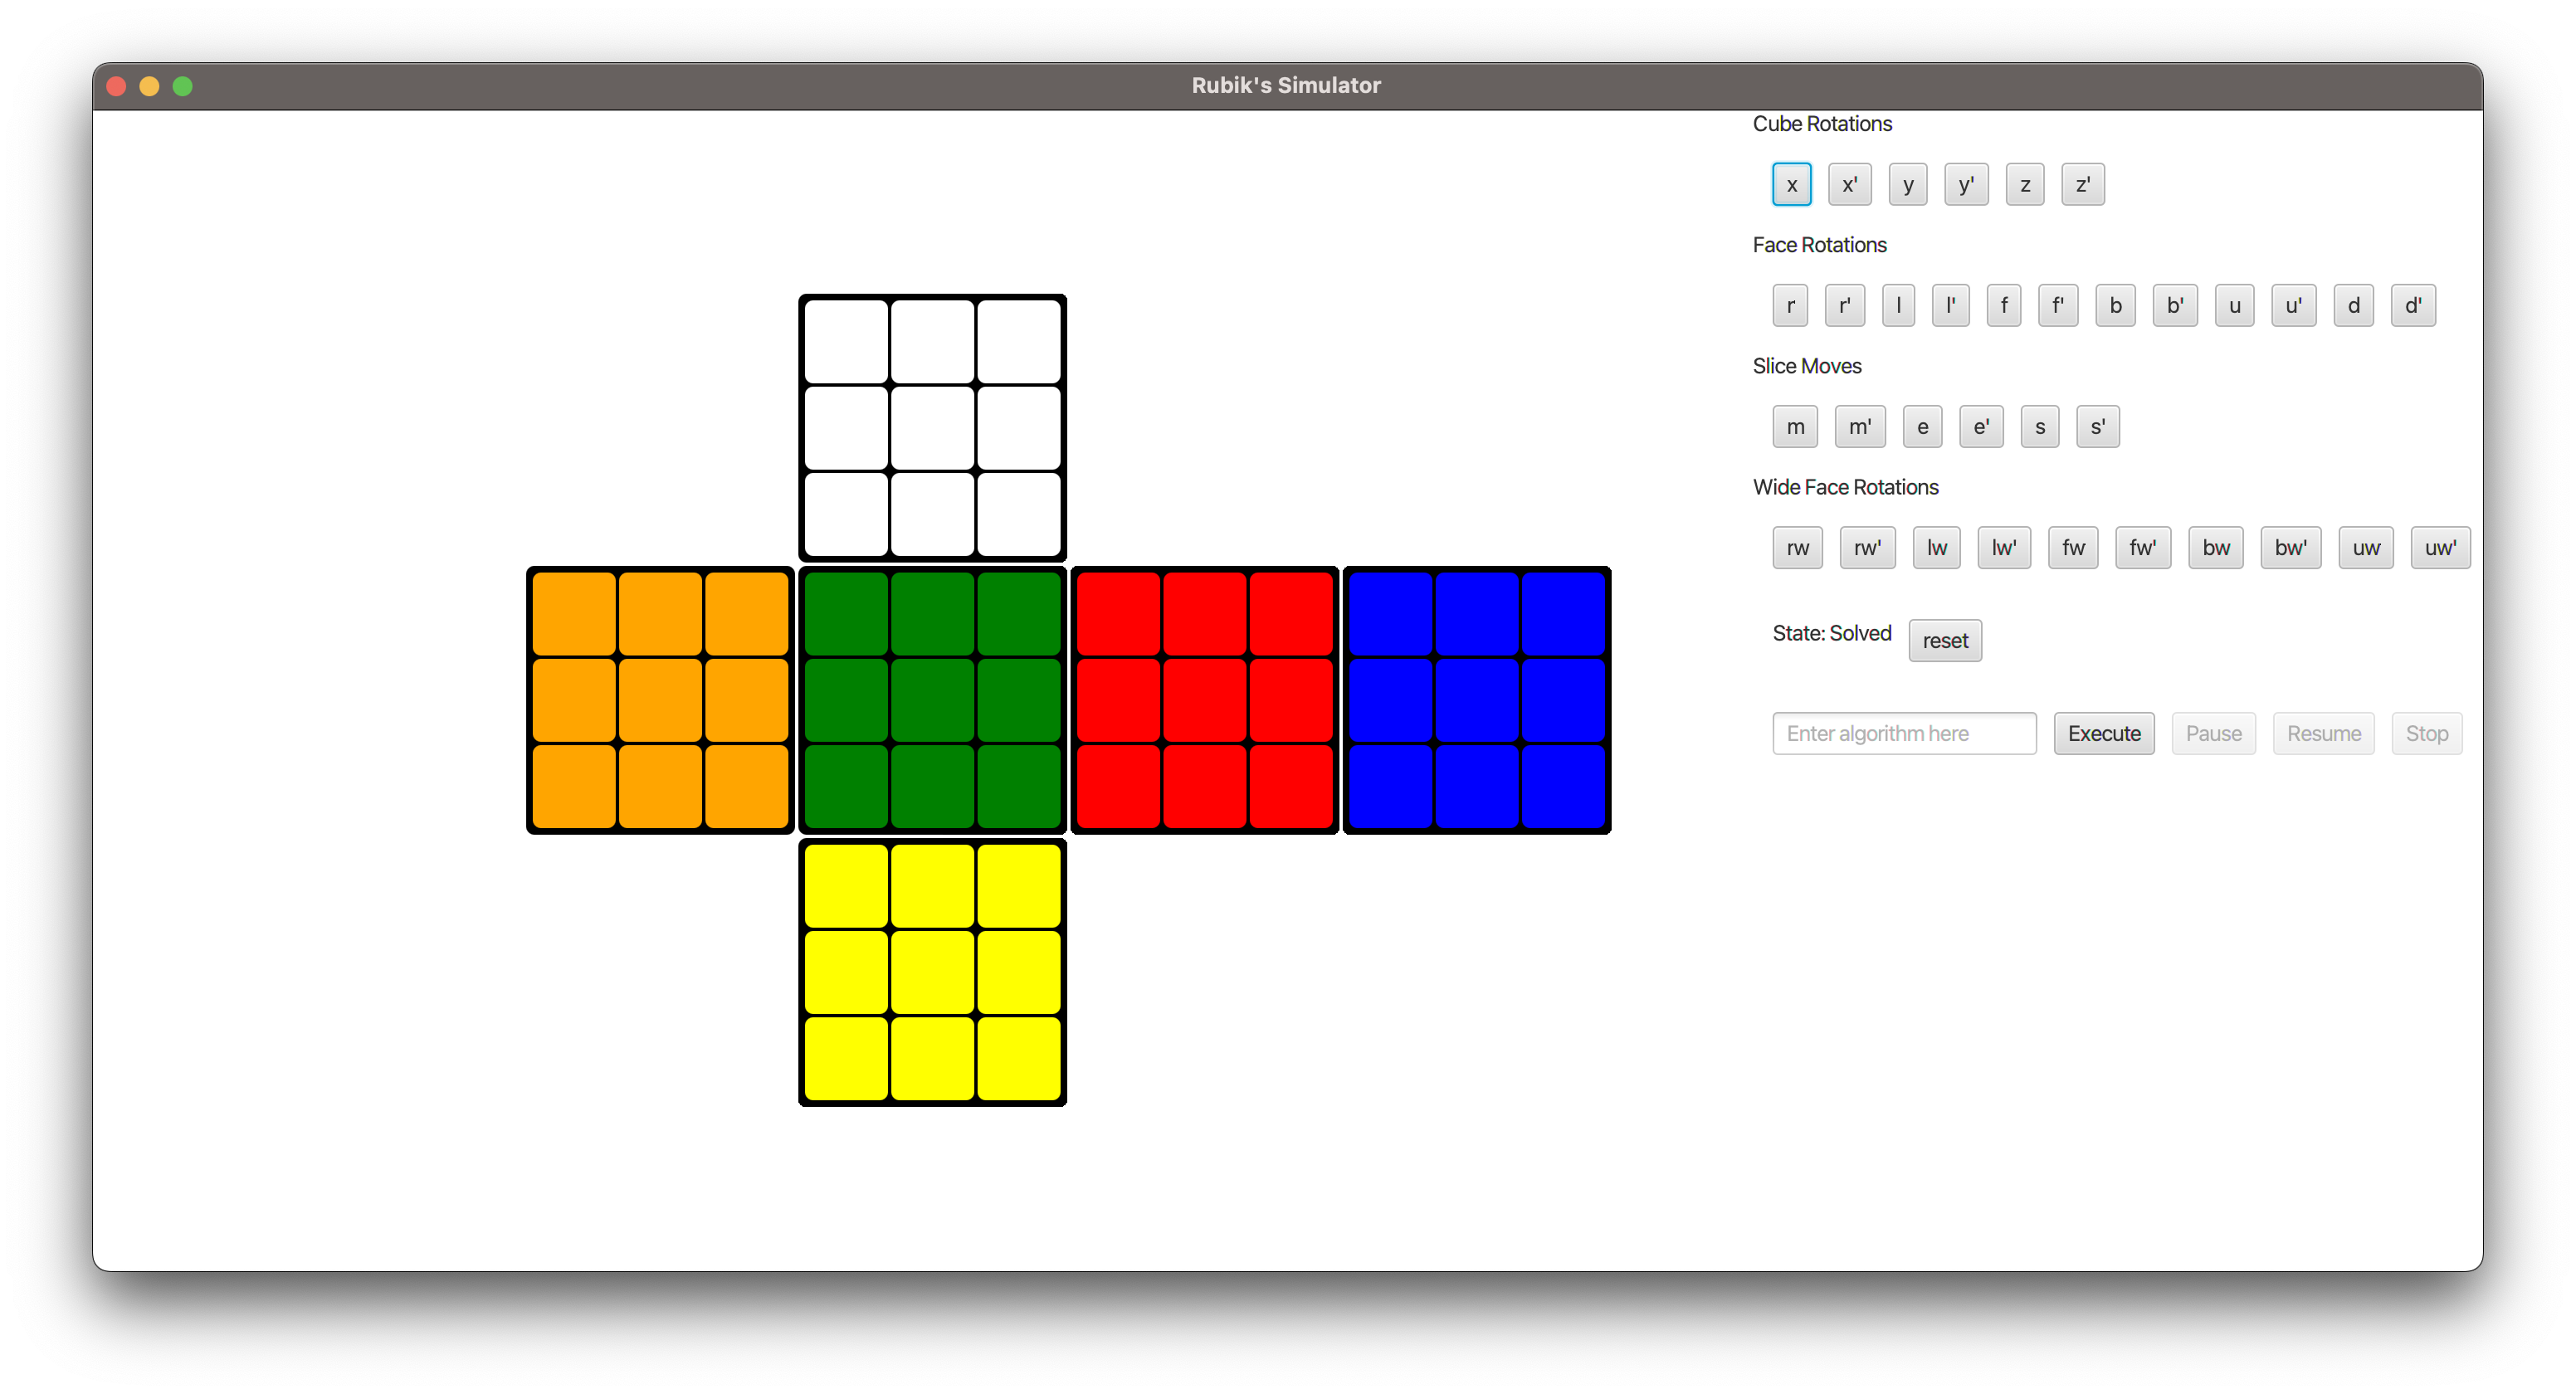 Rubik's Simulator
Cube Rotations
x x' y y' z z'
Face Rotations
r r' l l' f f' b b' u u' d d'
Slice Moves
m m' e e' s s'
Wide Face Rotations
rw rw' lw lw' fw fw' bw bw' uw uw'
State: Solved reset
Enter algorithm here Execute Pause Resume Stop